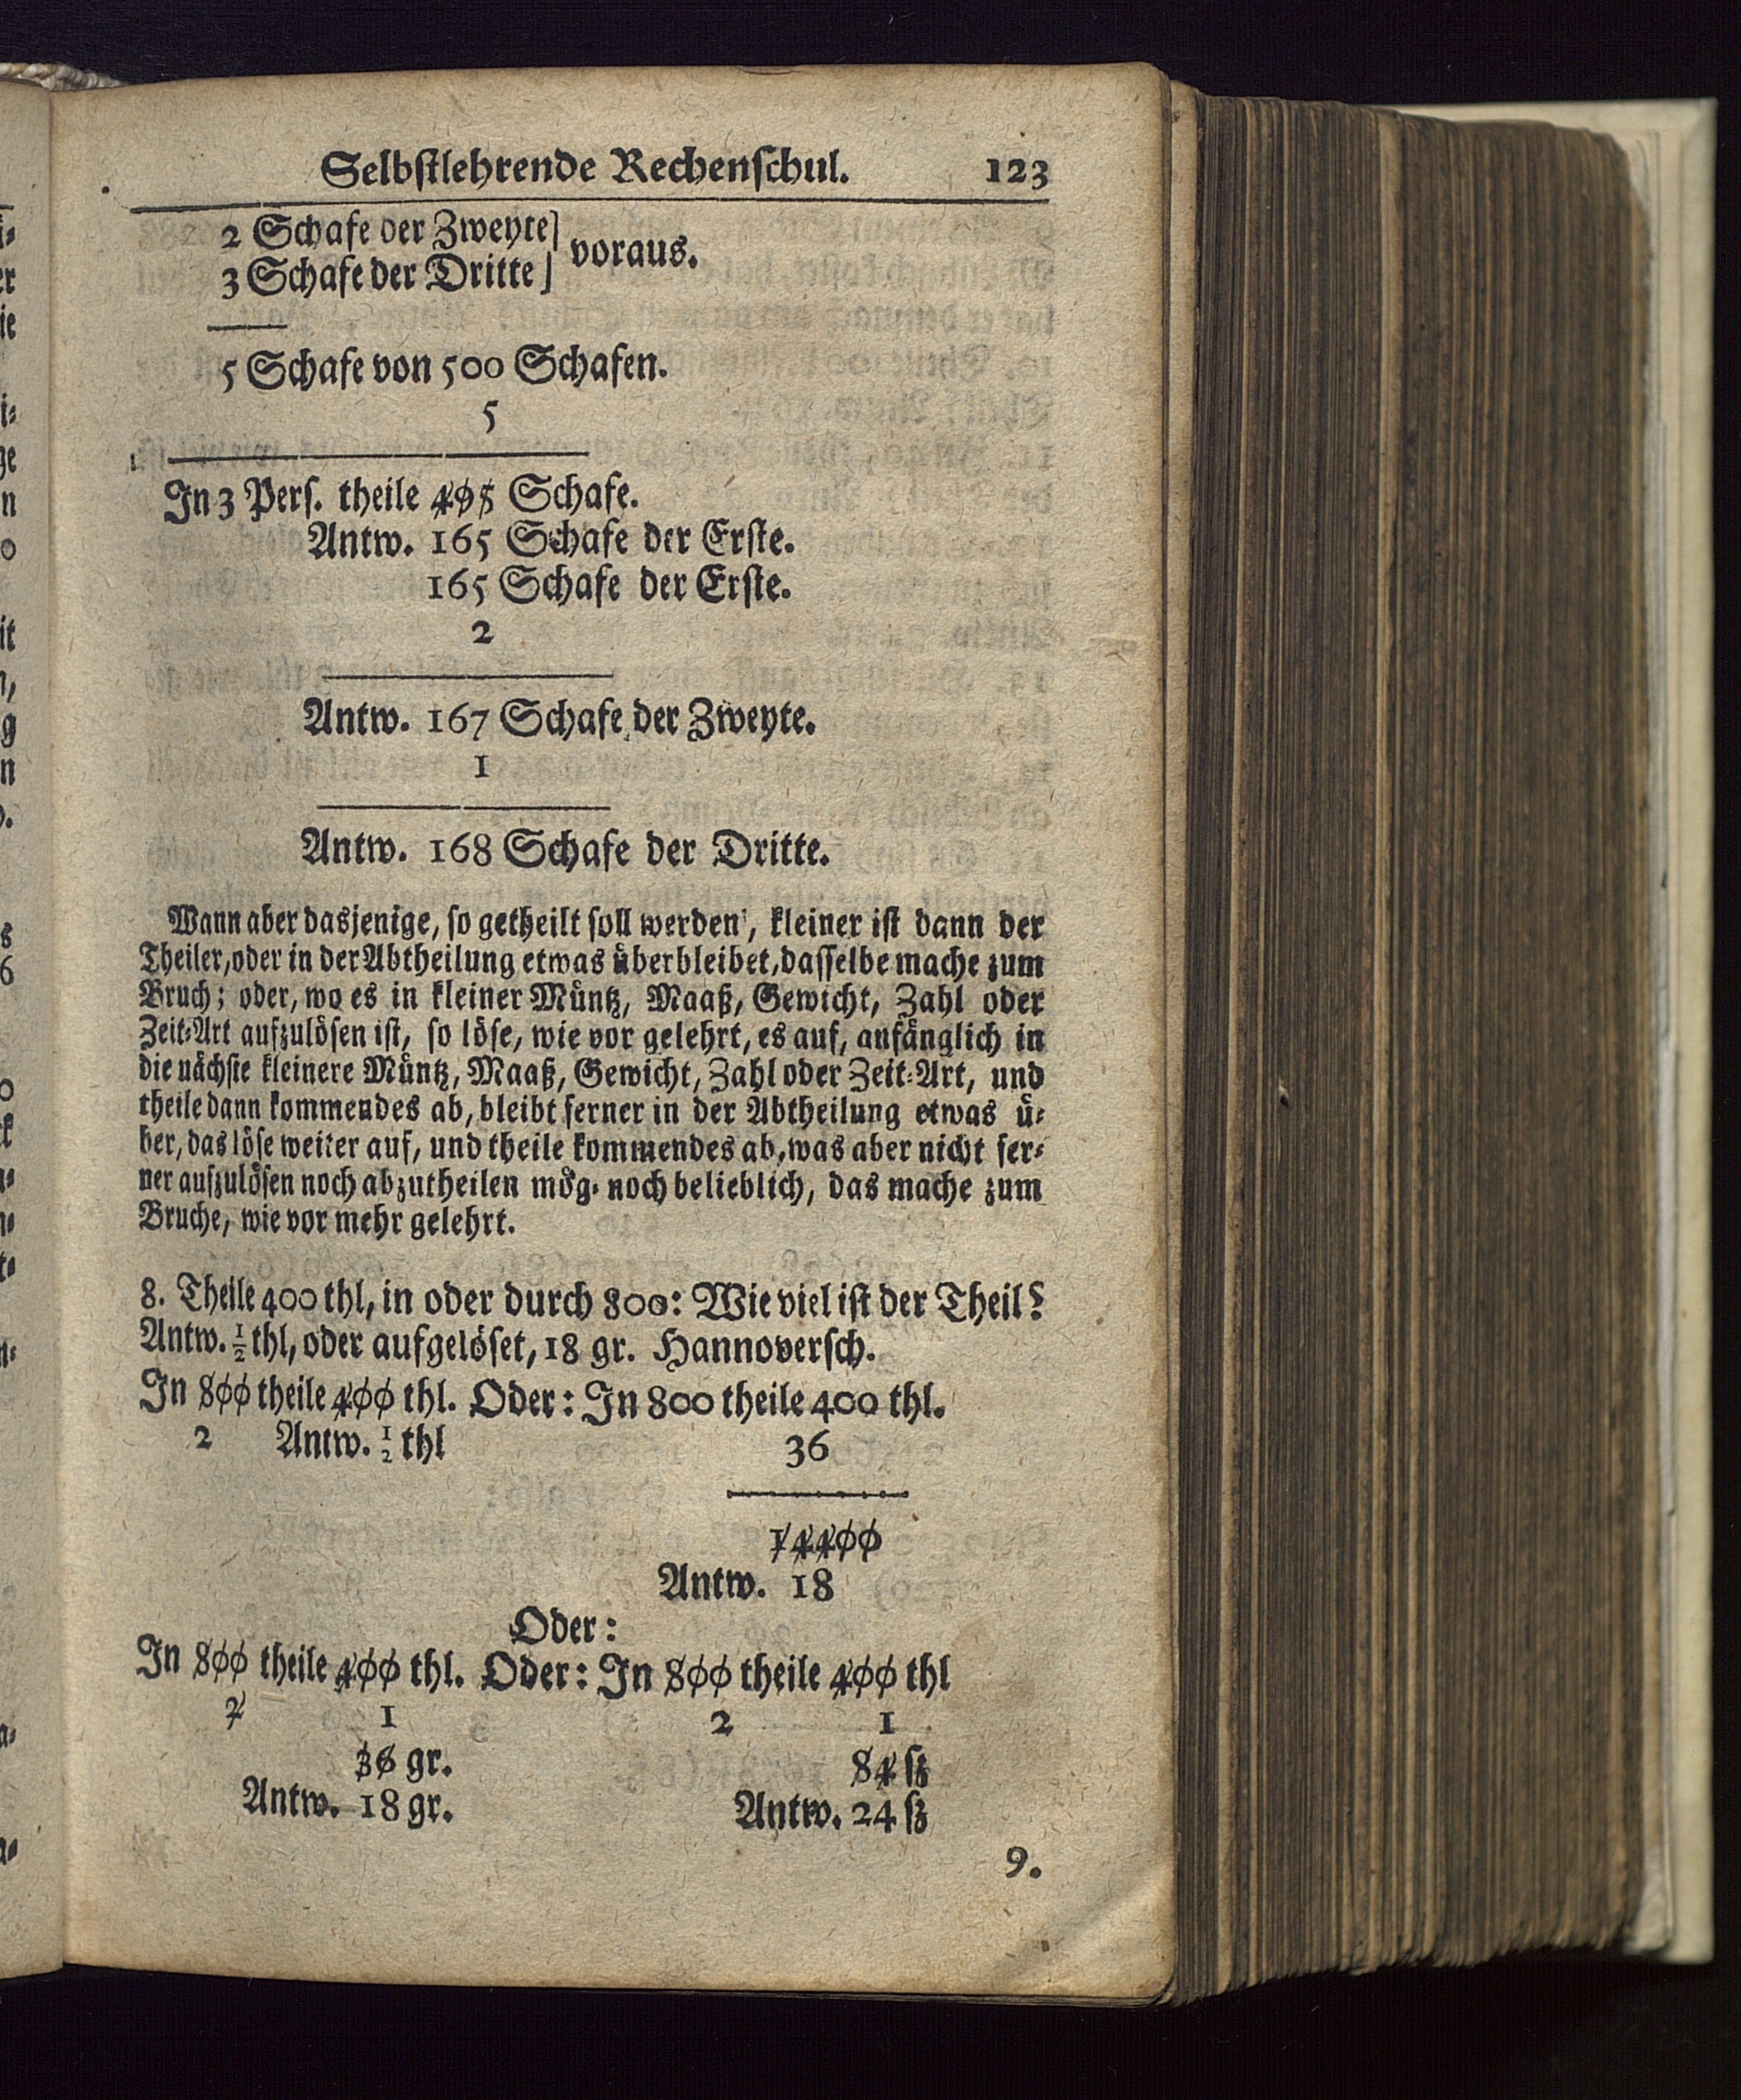 Selbstlehrende Rechenschul. 123
2 Schafe der Zweyte]
3 Schafe der Dritte] voraus.
5 Schafe von 500 Schafen.
5
In 3 Pers. theile 495 Schafe.
Antw. 165 Schafe der Erste.
165 Schafe der Erste.
2
Antw. 167 Schafe der Zweyte.
1
Antw. 168 Schafe der Dritte.
Wann aber dasjenige, so getheilt soll werden, kleiner ist dann der
Theiler, oder in der Abtheilung etwas überbleibet, dasselbe mache zum
Bruch; oder, wo es in kleiner Müntz, Maaß, Gewicht, Zahl oder
Zeit-Art aufzulösen ist, so löse, wie vor gelehrt, es auf, anfänglich in
die nächste kleinere Müntz, Maaß, Gewicht, Zahl oder Zeit-Art, und
theile dann kommendes ab, bleibt ferner in der Abtheilung etwas ü-
ber, das löse weiter auf, und theile kommendes ab, was aber nicht fer-
ner aufzulösen noch abzutheilen mög- noch belieblich, das mache zum
Bruche, wie vor mehr gelehrt.
8. Theile 400 thl, in oder durch 800: Wie viel ist der Theil?
Antw. 1/2 thl, oder aufgelöset, 18 gr. Hannoversch.
In 800 theile 400 thl. Oder: In 800 theile 400 thl.
2 Antw. 1/2 thl 36
14400
Antw. 18
Oder:
In 800 theile 400 thl. Oder: In 800 theile 400 thl
2 1 2 1
36 gr. 84 ſz
Antw. 18 gr. Antw. 24 ſz
9.